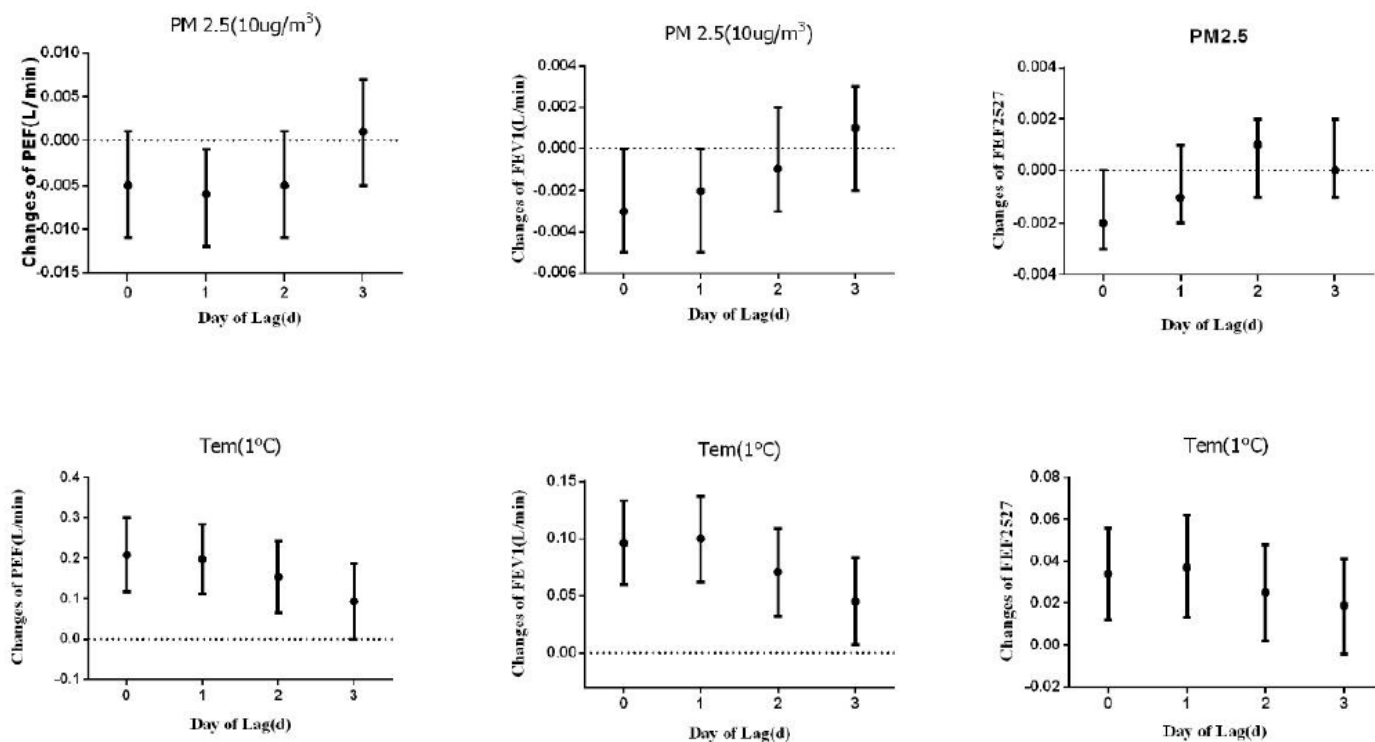 PM 2.5(10ug/m³)
Changes of PEF(L/min)
0.010
0.005
0.000
-0.005
-0.010
-0.015
0 1 2 3
Day of Lag(d)
PM 2.5(10ug/m³)
Changes of FEV1(L/min)
0.004
0.002
0.000
-0.002
-0.004
-0.006
0 1 2 3
Day of Lag(d)
PM2.5
Changes of FEF2527
0.004
0.002
0.000
-0.002
-0.004
0 1 2 3
Day of Lag(d)
Tem(1°C)
Changes of PEF(L/min)
0.4
0.3
0.2
0.1
0.0
-0.1
0 1 2 3
Day of Lag(d)
Tem(1°C)
Changes of FEV1(L/min)
0.15
0.10
0.05
0.00
0 1 2 3
Day of Lag(d)
Tem(1°C)
Changes of FEF2527
0.08
0.06
0.04
0.02
0.00
-0.02
0 1 2 3
Day of Lag(d)